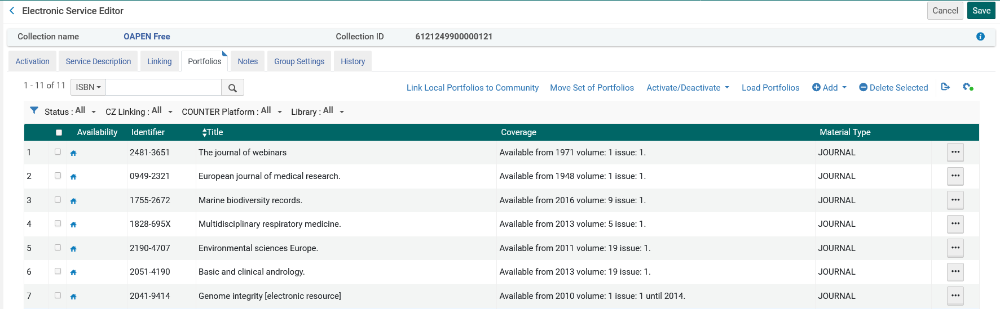 Electronic Service Editor Cancel Save
Collection name OAPEN Free Collection ID 6121249900000121
Activation Service Description Linking Portfolios Notes Group Settings History
1 - 11 of 11 ISBN Link Local Portfolios to Community Move Set of Portfolios Activate/Deactivate Load Portfolios Add Delete Selected
Status : All CZ Linking : All COUNTER Platform : All Library : All
Availability Identifier Title Coverage Material Type
1 2481-3651 The journal of webinars Available from 1971 volume: 1 issue: 1. JOURNAL
2 0949-2321 European journal of medical research. Available from 1948 volume: 1 issue: 1. JOURNAL
3 1755-2672 Marine biodiversity records. Available from 2016 volume: 9 issue: 1. JOURNAL
4 1828-695X Multidisciplinary respiratory medicine. Available from 2013 volume: 5 issue: 1. JOURNAL
5 2190-4707 Environmental sciences Europe. Available from 2011 volume: 19 issue: 1. JOURNAL
6 2051-4190 Basic and clinical andrology. Available from 2013 volume: 19 issue: 1. JOURNAL
7 2041-9414 Genome integrity [electronic resource] Available from 2010 volume: 1 issue: 1 until 2014. JOURNAL